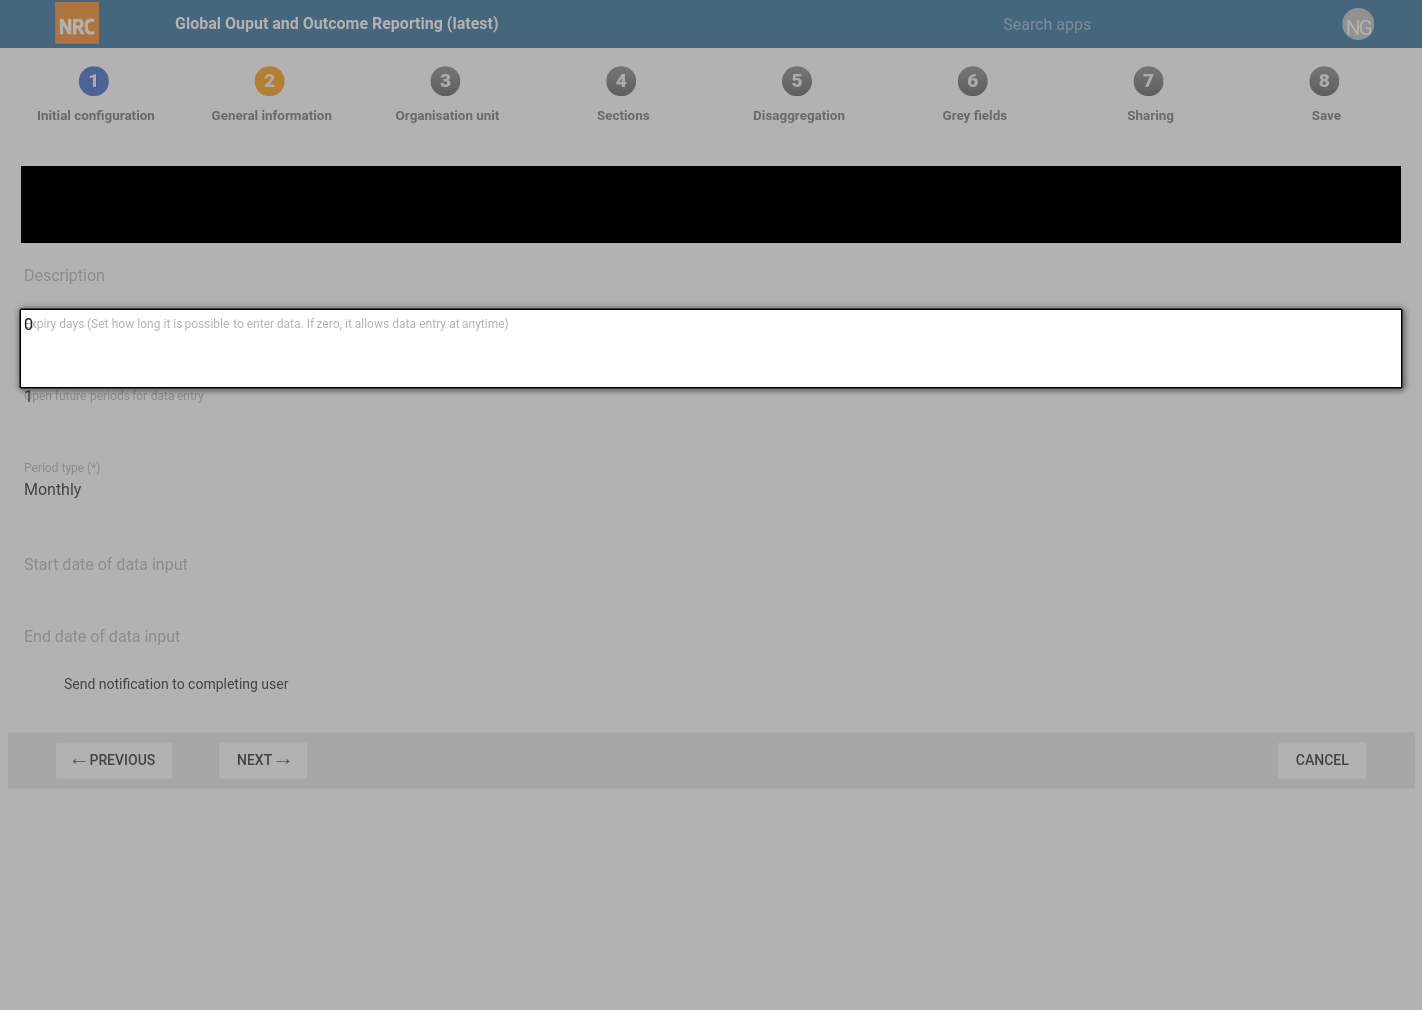 NRC
Global Ouput and Outcome Reporting (latest)
Search apps
NG
1
2
3
4
5
6
7
8
Initial configuration
General information
Organisation unit
Sections
Disaggregation
Grey fields
Sharing
Save
Description
Expiry days (Set how long it is possible to enter data. If zero, it allows data entry at anytime)
0
Open future periods for data entry
1
Period type (*)
Monthly
Start date of data input
End date of data input
Send notification to completing user
← PREVIOUS
NEXT →
CANCEL